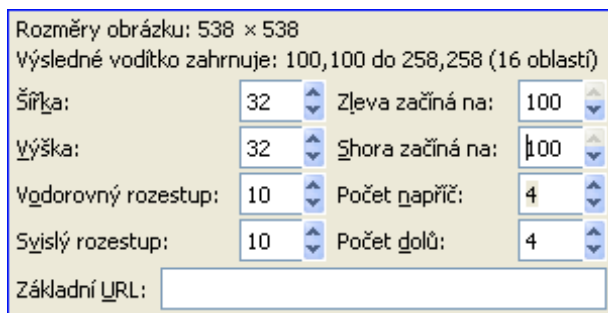 Rozměry obrázku: 538 × 538
Výsledné vodítko zahrnuje: 100,100 do 258,258 (16 oblastí)
Šířka: 32 Zleva začíná na: 100
Výška: 32 Shora začíná na: 100
Vodorovný rozestup: 10 Počet napříč: 4
Svislý rozestup: 10 Počet dolů: 4
Základní URL: